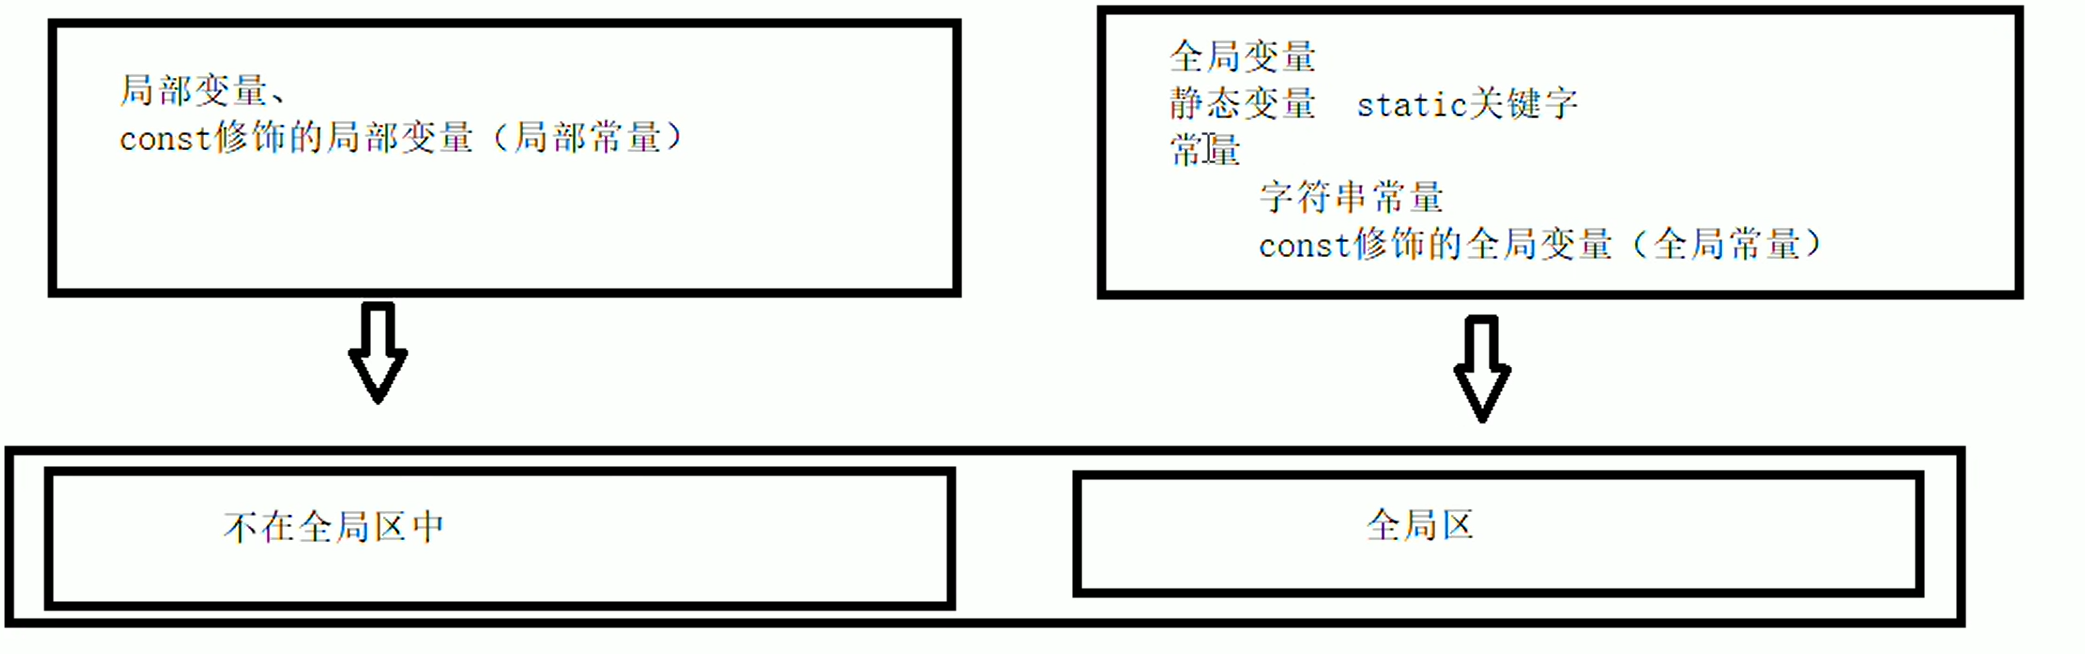 局部变量、
const修饰的局部变量（局部常量）
全局变量
静态变量 static关键字
常量
字符串常量
const修饰的全局变量（全局常量）
不在全局区中
全局区